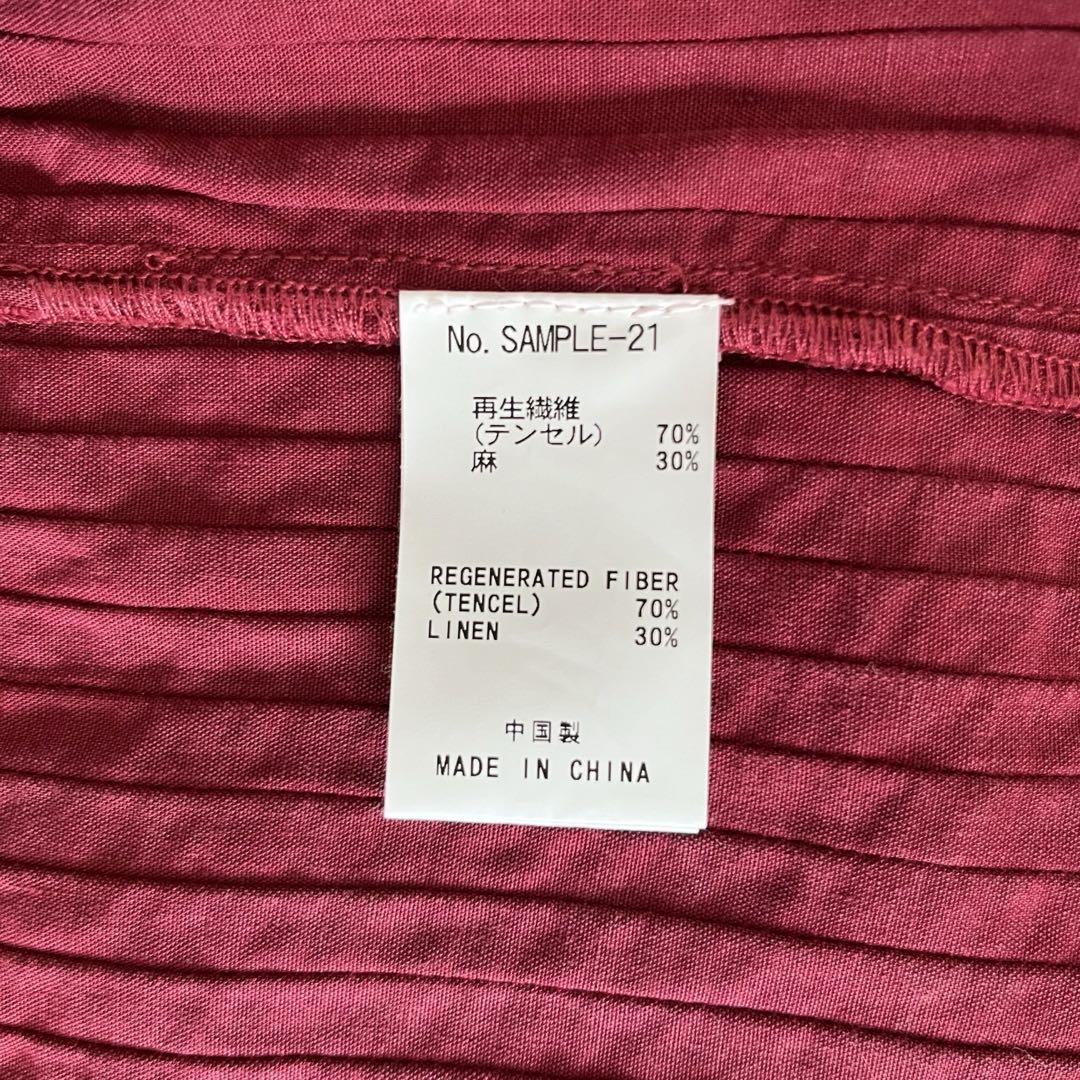 No. SAMPLE-21
再生繊維
(テンセル) 70%
麻 30%
REGENERATED FIBER
(TENCEL) 70%
LINEN 30%
中国製
MADE IN CHINA